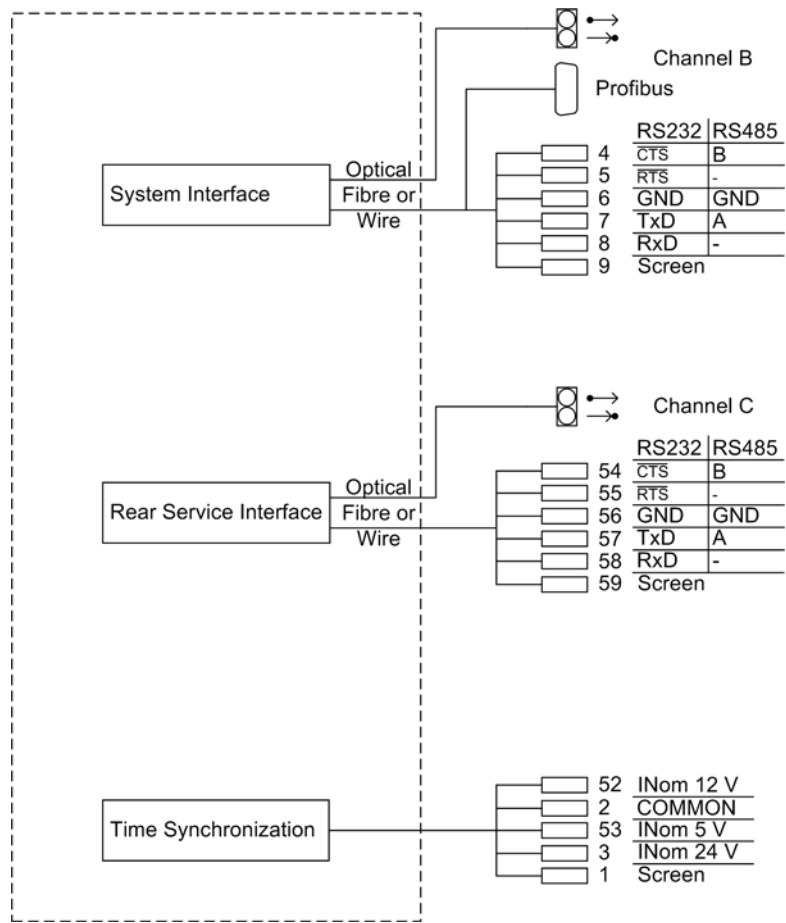 Channel B
Profibus
RS232 RS485
4 CTS B
5 RTS -
6 GND GND
7 TxD A
8 RxD -
9 Screen
System Interface
Optical
Fibre or
Wire
Channel C
RS232 RS485
54 CTS B
55 RTS -
56 GND GND
57 TxD A
58 RxD -
59 Screen
Rear Service Interface
Optical
Fibre or
Wire
52 INom 12 V
2 COMMON
53 INom 5 V
3 INom 24 V
1 Screen
Time Synchronization